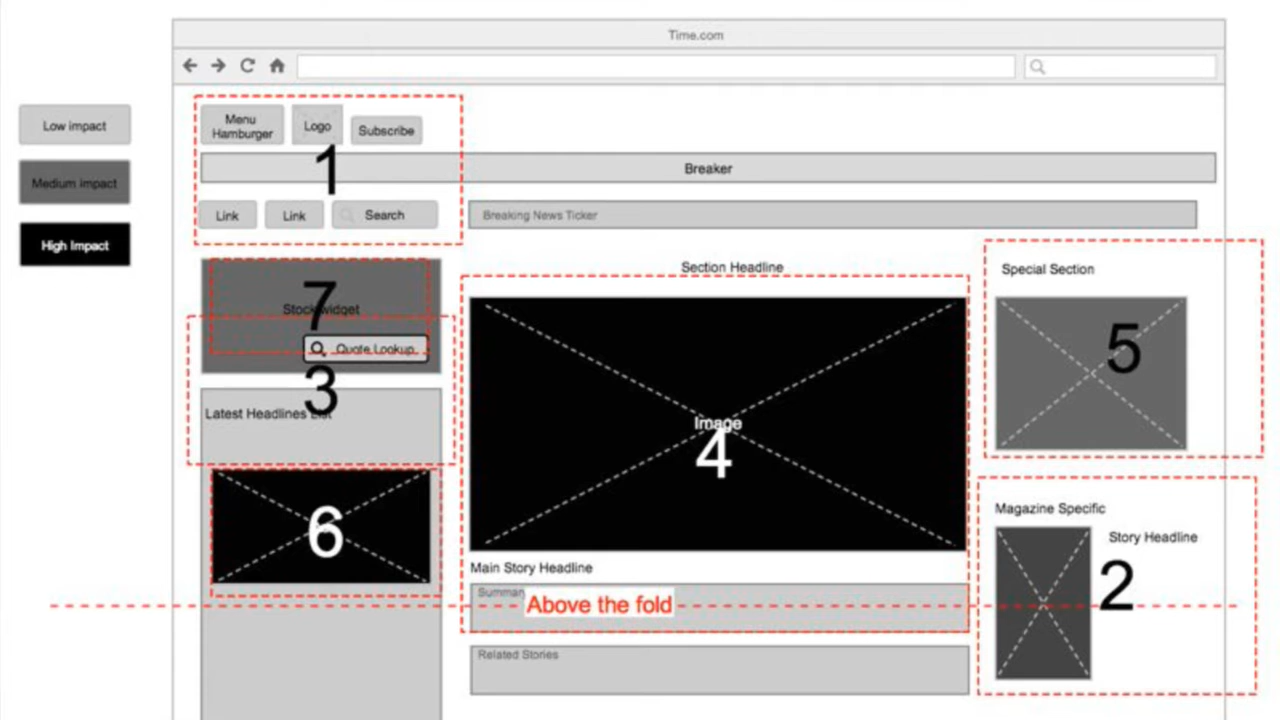 Time.com
Low impact
Medium impact
High Impact
Menu
Hamburger
Logo
Subscribe
1
Breaker
Link
Link
Search
Breaking News Ticker
Section Headline
Special Section
7
Stock widget
Quote Lookup
3
Latest Headlines List
Image
4
5
6
Magazine Specific
Story Headline
2
Main Story Headline
Summary
Above the fold
Related Stories